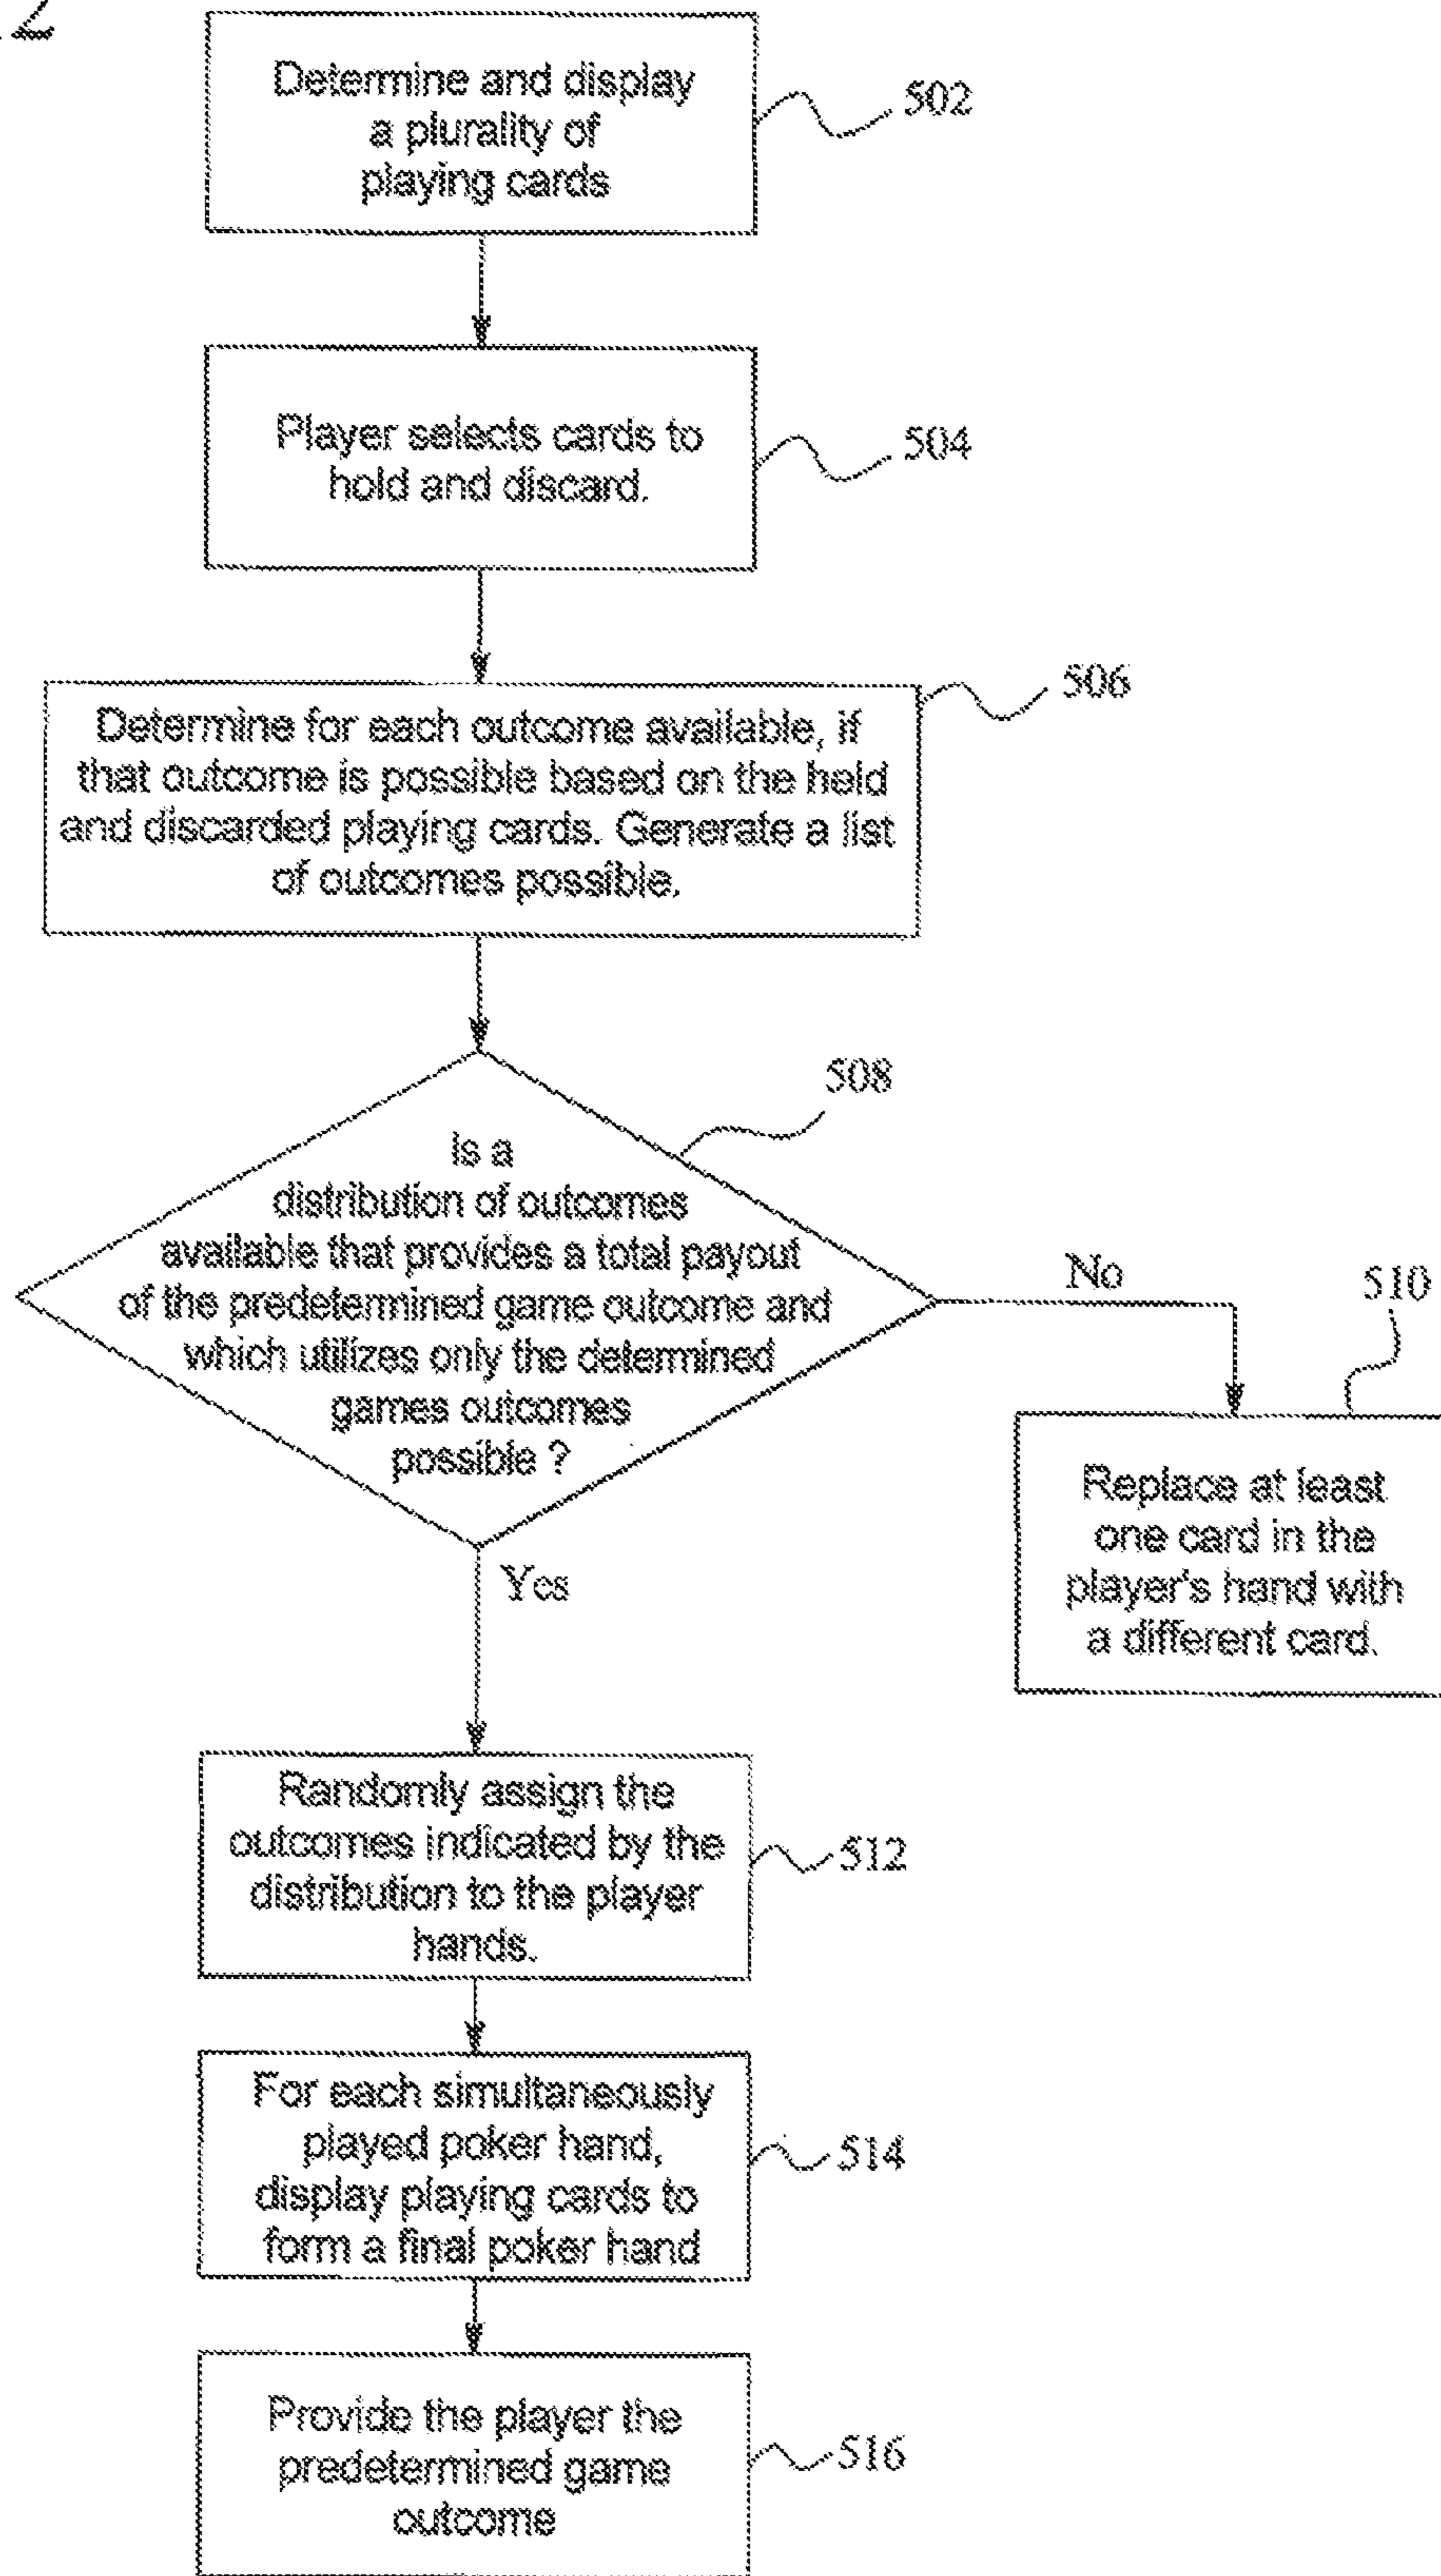 2
Determine and display
a plurality of
playing cards
502
Player selects cards to
hold and discard.
504
506
Determine for each outcome available, if
that outcome is possible based on the held
and discarded playing cards. Generate a list
of outcomes possible.
508
Is a
distribution of outcomes
available that provides a total payout
of the predetermined game outcome and
which utilizes only the determined
games outcomes
possible ?
No
510
Replace at least
one card in the
player's hand with
a different card.
Yes
Randomly assign the
outcomes indicated by the
distribution to the player
hands.
512
For each simultaneously
played poker hand,
display playing cards to
form a final poker hand
514
Provide the player the
predetermined game
outcome
516